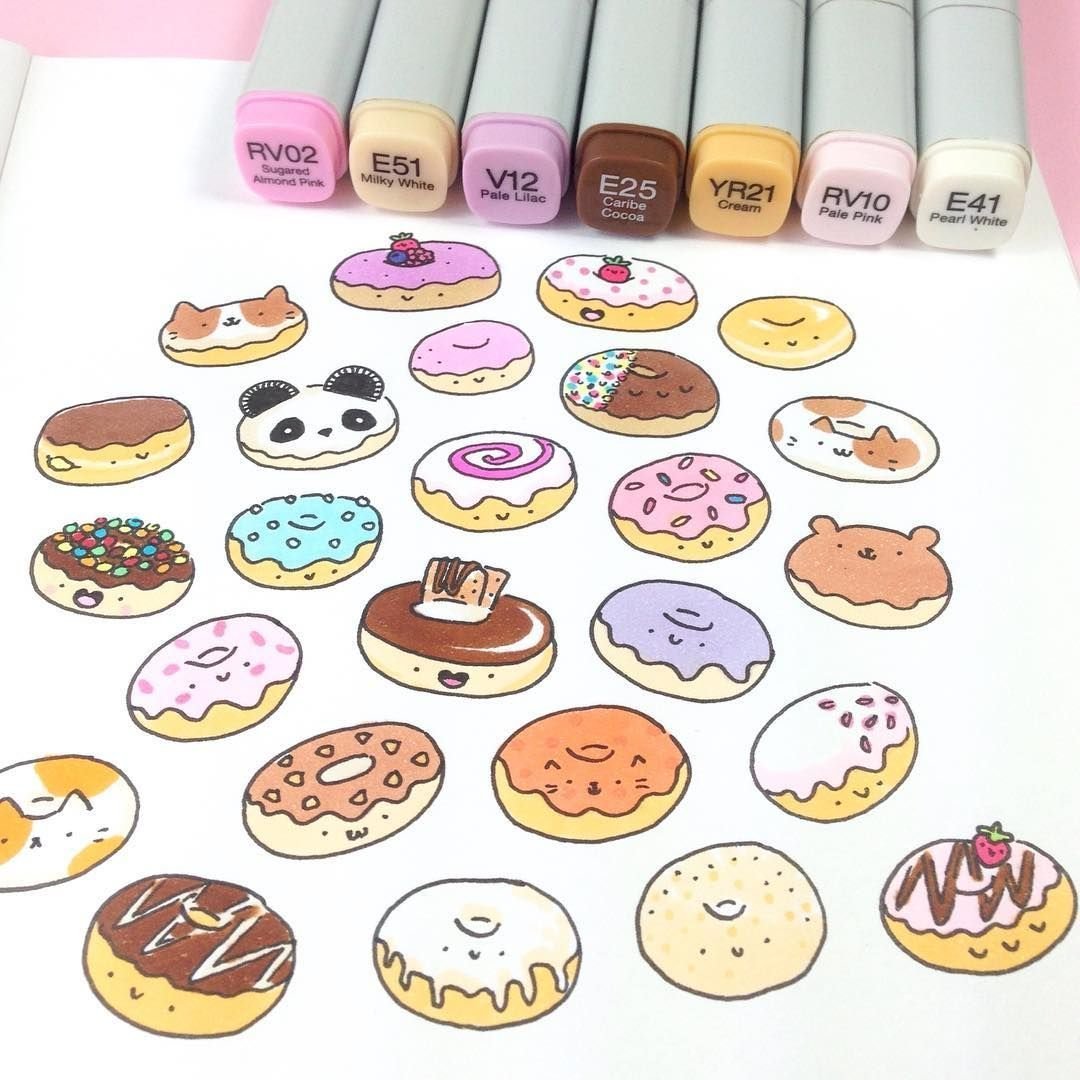 RV02
Sugared
Almond Pink
E51
Milky White
V12
Pale Lilac
E25
Caribe
Cocoa
YR21
Cream
RV10
Pale Pink
E41
Pearl White